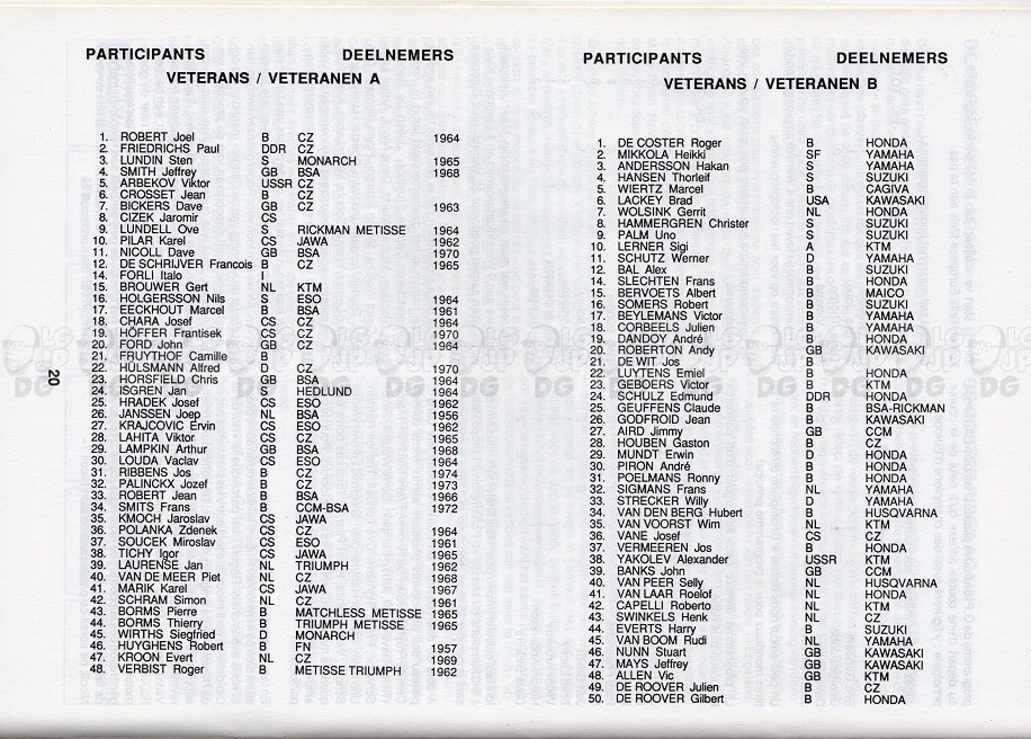 PARTICIPANTS DEELNEMERS
VETERANS / VETERANEN A
1. ROBERT Joel B CZ 1964
2. FRIEDRICHS Paul DDR CZ
3. LUNDIN Sten S MONARCH 1965
4. SMITH Jeffrey GB BSA 1968
5. ARBEKOV Viktor USSR CZ
6. CROSSET Jean B CZ
7. BICKERS Dave GB CZ 1963
8. CIZEK Jaromir CS
9. LUNDELL Ove S RICKMAN METISSE 1964
10. PILAR Karel CS JAWA 1962
11. NICOLL Dave GB BSA 1970
12. DE SCHRIJVER Francois B CZ 1965
14. FORLI Italo I
15. BROUWER Gert NL KTM
16. HOLGERSSON Nils S ESO 1964
17. EECKHOUT Marcel B BSA 1961
18. CHARA Josef CS CZ 1964
19. HÖFFER Frantisek CS CZ 1970
20. FORD John GB CZ 1964
21. FRUYTHOF Camille B
22. HÜLSMANN Alfred D CZ 1970
23. HORSFIELD Chris GB BSA 1964
24. ISGREN Jan S HEDLUND 1964
25. HRADEK Josef CS ESO 1962
26. JANSSEN Joep NL BSA 1956
27. KRAJCOVIC Ervin CS ESO 1962
28. LAHITA Viktor CS CZ 1965
29. LAMPKIN Arthur GB BSA 1968
30. LOUDA Vaclav CS ESO 1964
31. RIBBENS Jos B CZ 1974
32. PALINCKX Jozef B CZ 1973
33. ROBERT Jean B BSA 1966
34. SMITS Frans B CCM-BSA 1972
35. KMOCH Jaroslav CS JAWA
36. POLANKA Zdenek CS CZ 1964
37. SOUCEK Miroslav CS ESO 1961
38. TICHY Igor CS JAWA 1965
39. LAURENSE Jan NL TRIUMPH 1962
40. VAN DE MEER Piet NL CZ 1968
41. MARIK Karel CS JAWA 1967
42. SCHRAM Simon NL CZ 1961
43. BORMS Pierre B MATCHLESS METISSE 1965
44. BORMS Thierry B TRIUMPH METISSE 1965
45. WIRTHS Siegfried D MONARCH
46. HUYGHENS Robert B FN 1957
47. KROON Evert NL CZ 1969
48. VERBIST Roger B METISSE TRIUMPH 1962
20
PARTICIPANTS DEELNEMERS
VETERANS / VETERANEN B
1. DE COSTER Roger B HONDA
2. MIKKOLA Heikki SF YAMAHA
3. ANDERSSON Hakan S YAMAHA
4. HANSEN Thorleif S SUZUKI
5. WIERTZ Marcel B CAGIVA
6. LACKEY Brad USA KAWASAKI
7. WOLSINK Gerrit NL HONDA
8. HAMMERGREN Christer S SUZUKI
9. PALM Uno S SUZUKI
10. LERNER Sigi A KTM
11. SCHUTZ Werner D YAMAHA
12. BAL Alex B SUZUKI
14. SLECHTEN Frans B HONDA
15. BERVOETS Albert B MAICO
16. SOMERS Robert B SUZUKI
17. BEYLEMANS Victor B YAMAHA
18. CORBEELS Julien B YAMAHA
19. DANDOY André B HONDA
20. ROBERTON Andy GB KAWASAKI
21. DE WIT Jos B
22. LUYTENS Emiel B HONDA
23. GEBOERS Victor B KTM
24. SCHULZ Edmund DDR HONDA
25. GEUFFENS Claude B BSA-RICKMAN
26. GODFROID Jean B KAWASAKI
27. AIRD Jimmy GB CCM
28. HOUBEN Gaston B CZ
29. MUNDT Erwin D HONDA
30. PIRON André B HONDA
31. POELMANS Ronny B HONDA
32. SIGMANS Frans NL YAMAHA
33. STRECKER Willy D YAMAHA
34. VAN DEN BERG Hubert B HUSQVARNA
35. VAN VOORST Wim NL KTM
36. VANE Josef CS CZ
37. VERMEEREN Jos B HONDA
38. YAKOLEV Alexander USSR KTM
39. BANKS John GB CCM
40. VAN PEER Selly NL HUSQVARNA
41. VAN LAAR Roelof NL HONDA
42. CAPELLI Roberto NL KTM
43. SWINKELS Henk NL CZ
44. EVERTS Harry B SUZUKI
45. VAN BOOM Rudi NL YAMAHA
46. NUNN Stuart GB KAWASAKI
47. MAYS Jeffrey GB KAWASAKI
48. ALLEN Vic GB KTM
49. DE ROOVER Julien B CZ
50. DE ROOVER Gilbert B HONDA